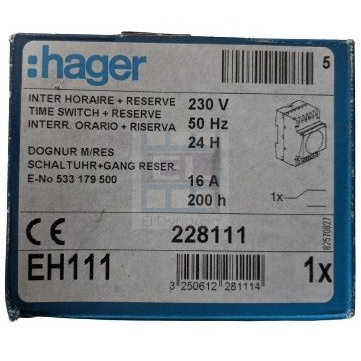 :hager
5
INTER HORAIRE + RESERVE 230 V
TIME SWITCH + RESERVE 50 Hz
INTERR. ORARIO + RISERVA 24 H
DOGNUR M/RES
SCHALTUHR+GANG RESER. 16 A
E-No 533 179 500 200 h
1x
82570827
CE 228111
EH111 1x
3 250612 281114